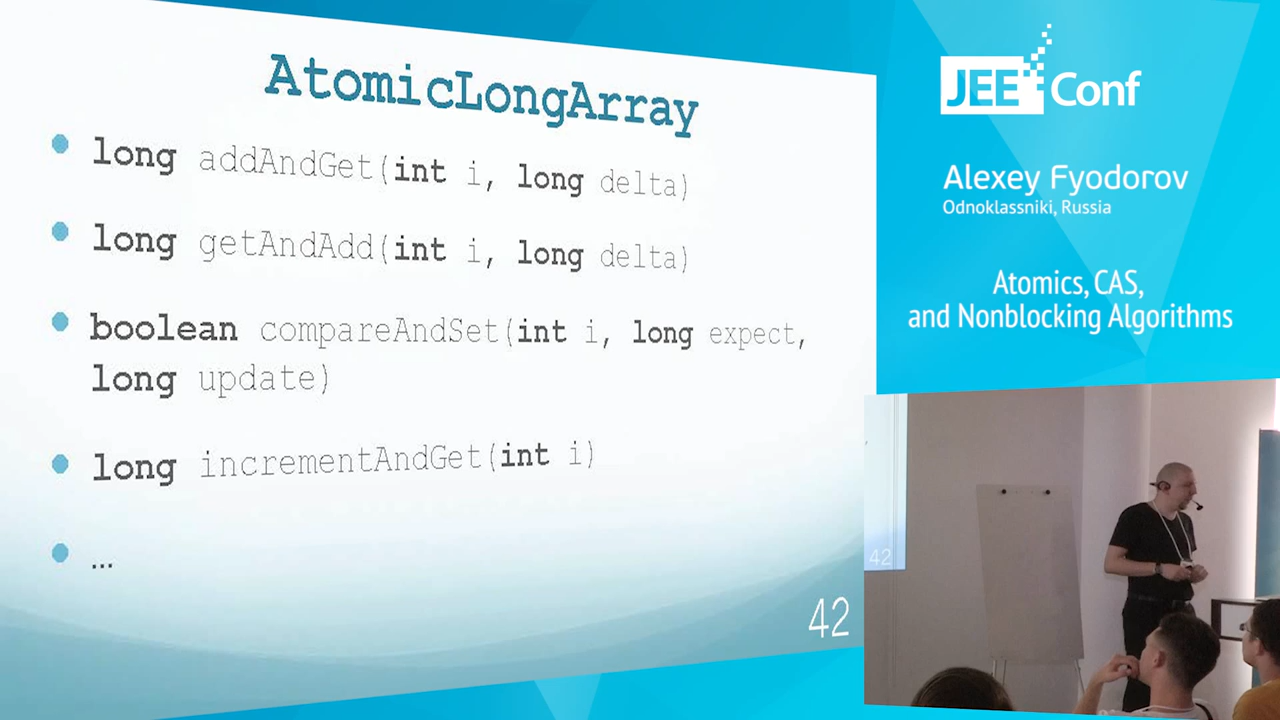 AtomicLongArray
long addAndGet(int i, long delta)
long getAndAdd(int i, long delta)
boolean compareAndSet(int i, long expect,
long update)
long incrementAndGet(int i)
...
42
JEE Conf
Alexey Fyodorov
Odnoklassniki, Russia
Atomics, CAS,
and Nonblocking Algorithms
42